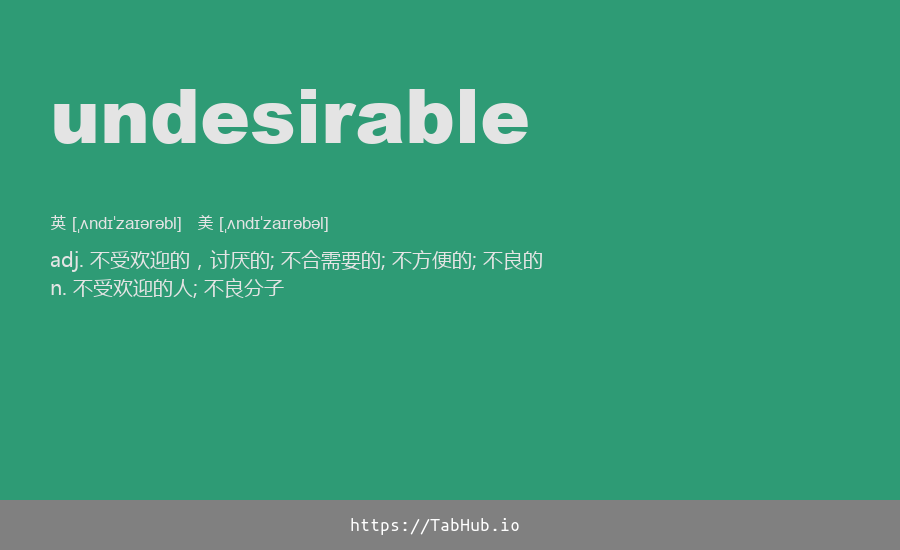 undesirable
英 [ˌʌndɪˈzaɪərəbl] 美 [ˌʌndɪˈzaɪrəbəl]
adj. 不受欢迎的，讨厌的; 不合需要的; 不方便的; 不良的
n. 不受欢迎的人; 不良分子
https://TabHub.io